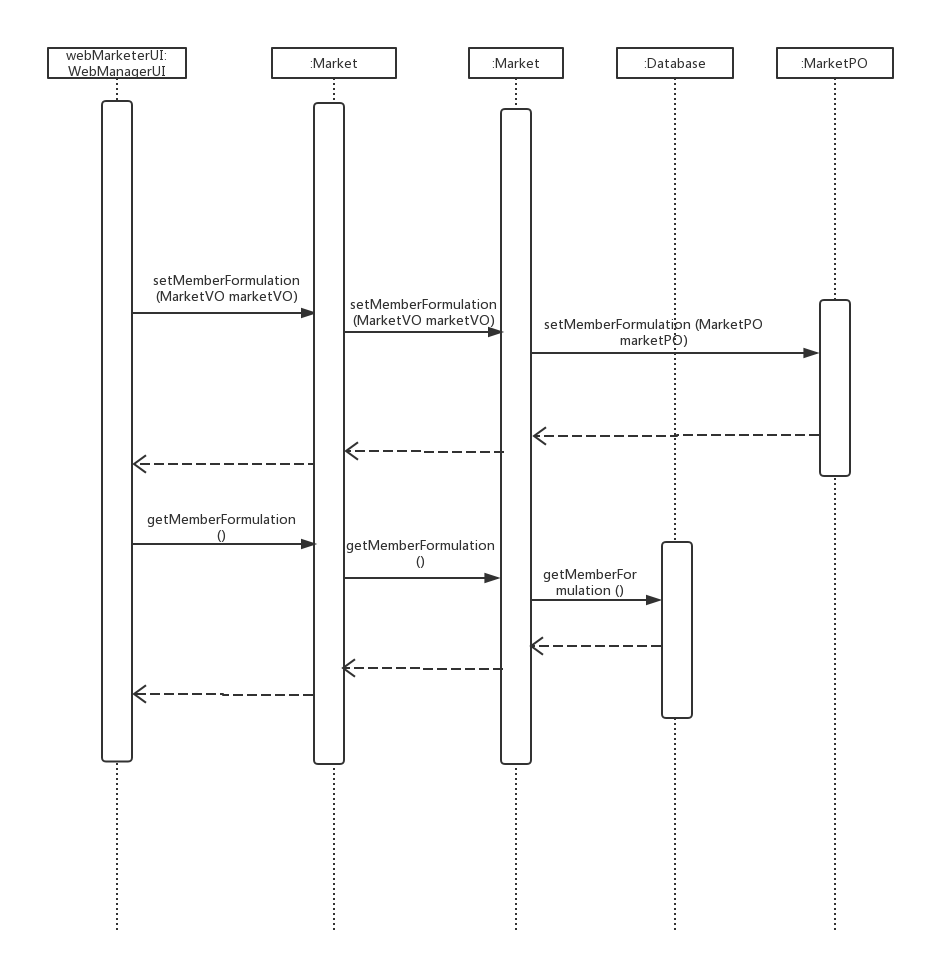 webMarketerUI:
WebManagerUI
:Market
:Market
:Database
:MarketPO
setMemberFormulation
(MarketVO marketVO)
setMemberFormulation
(MarketVO marketVO)
setMemberFormulation (MarketPO
marketPO)
getMemberFormulation
()
getMemberFormulation
()
getMemberFor
mulation ()